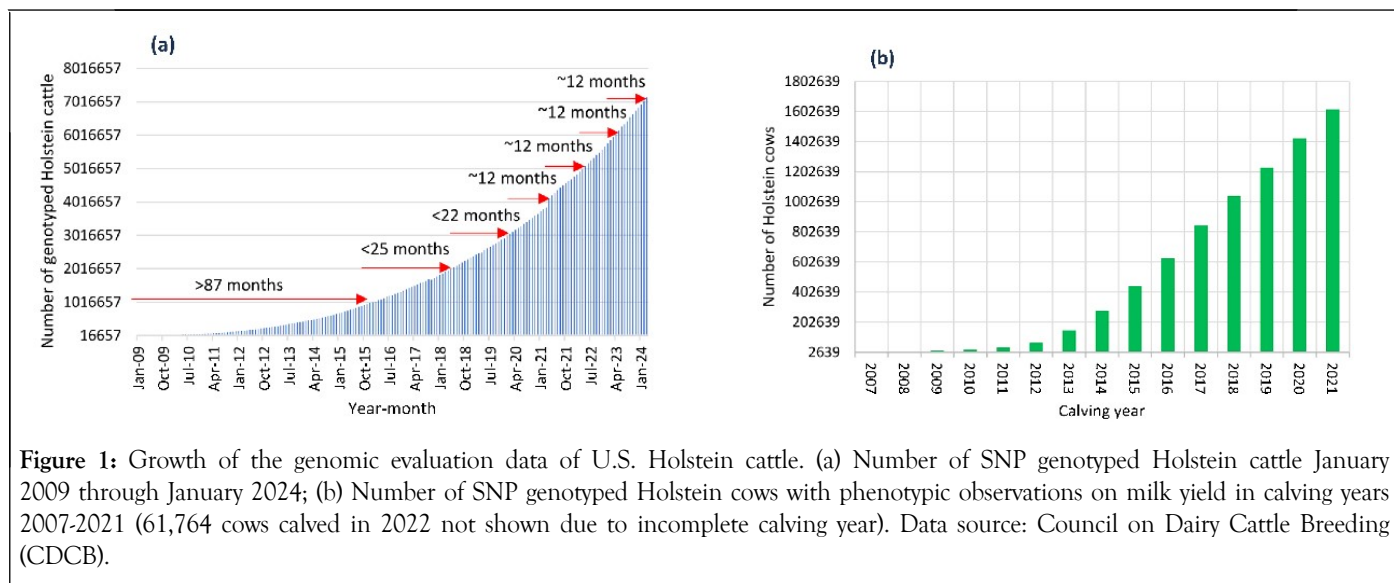 (a)
Number of genotyped Holstein cattle
8016657
7016657
6016657
5016657
4016657
3016657
2016657
1016657
16657
>87 months
<25 months
<22 months
~12 months
~12 months
~12 months
~12 months
Jan-09
Oct-09
Jul-10
Apr-11
Jan-12
Oct-12
Jul-13
Apr-14
Jan-15
Oct-15
Jul-16
Apr-17
Jan-18
Oct-18
Jul-19
Apr-20
Jan-21
Oct-21
Jul-22
Apr-23
Jan-24
Year-month
(b)
Number of Holstein cows
1802639
1602639
1402639
1202639
1002639
802639
602639
402639
202639
2639
2007
2008
2009
2010
2011
2012
2013
2014
2015
2016
2017
2018
2019
2020
2021
Calving year
Figure 1: Growth of the genomic evaluation data of U.S. Holstein cattle. (a) Number of SNP genotyped Holstein cattle January
2009 through January 2024; (b) Number of SNP genotyped Holstein cows with phenotypic observations on milk yield in calving years
2007-2021 (61,764 cows calved in 2022 not shown due to incomplete calving year). Data source: Council on Dairy Cattle Breeding
(CDCB).